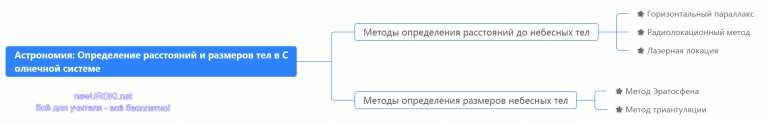 Астрономия: Определение расстояний и размеров тел в С
олнечной системе
Методы определения расстояний до небесных тел
Горизонтальный параллакс
Радиолокационный метод
Лазерная локация
Методы определения размеров небесных тел
Метод Эратосфена
Метод триангуляции
newUROKI.net
Всё для учителя - всё бесплатно!